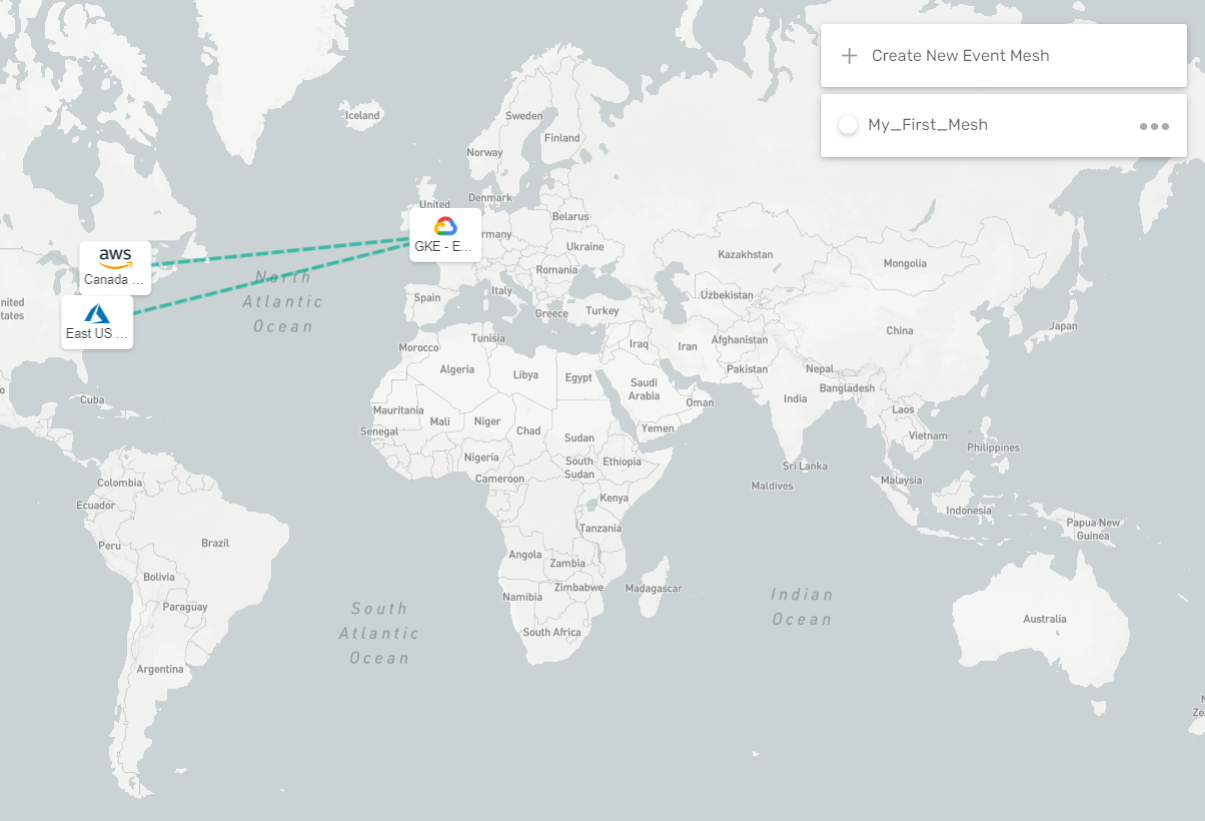 Create New Event Mesh
My_First_Mesh
Iceland
Sweden
Finland
Norway
Denmark
United
Belarus
GKE - E...
Ukraine
aws
Canada ...
East US ...
North
Atlantic
Ocean
Kazakhstan
Mongolia
Romania
Uzbekistan
Spain
Italy
Greece
Turkey
Japan
China
Morocco
Tunisia
Iraq
Iran
Afghanistan
Algeria
Libya
Egypt
Saudi
Arabia
Pakistan
Nepal
Bangladesh
Cuba
India
Oman
Mauritania
Mali
Niger
Chad
Laos
Senegal
Sudan
Yemen
Vietnam
Philippines
Nigeria
South
Sudan
Ethiopia
Sri Lanka
Colombia
Cameroon
Malaysia
Maldives
Ecuador
Kenya
Indonesia
Papua New
Guinea
Tanzania
Peru
Brazil
Angola
Zambia
Bolivia
Zimbabwe
Madagascar
Namibia
Indian
Ocean
Paraguay
South
Atlantic
Ocean
Australia
South Africa
Argentina